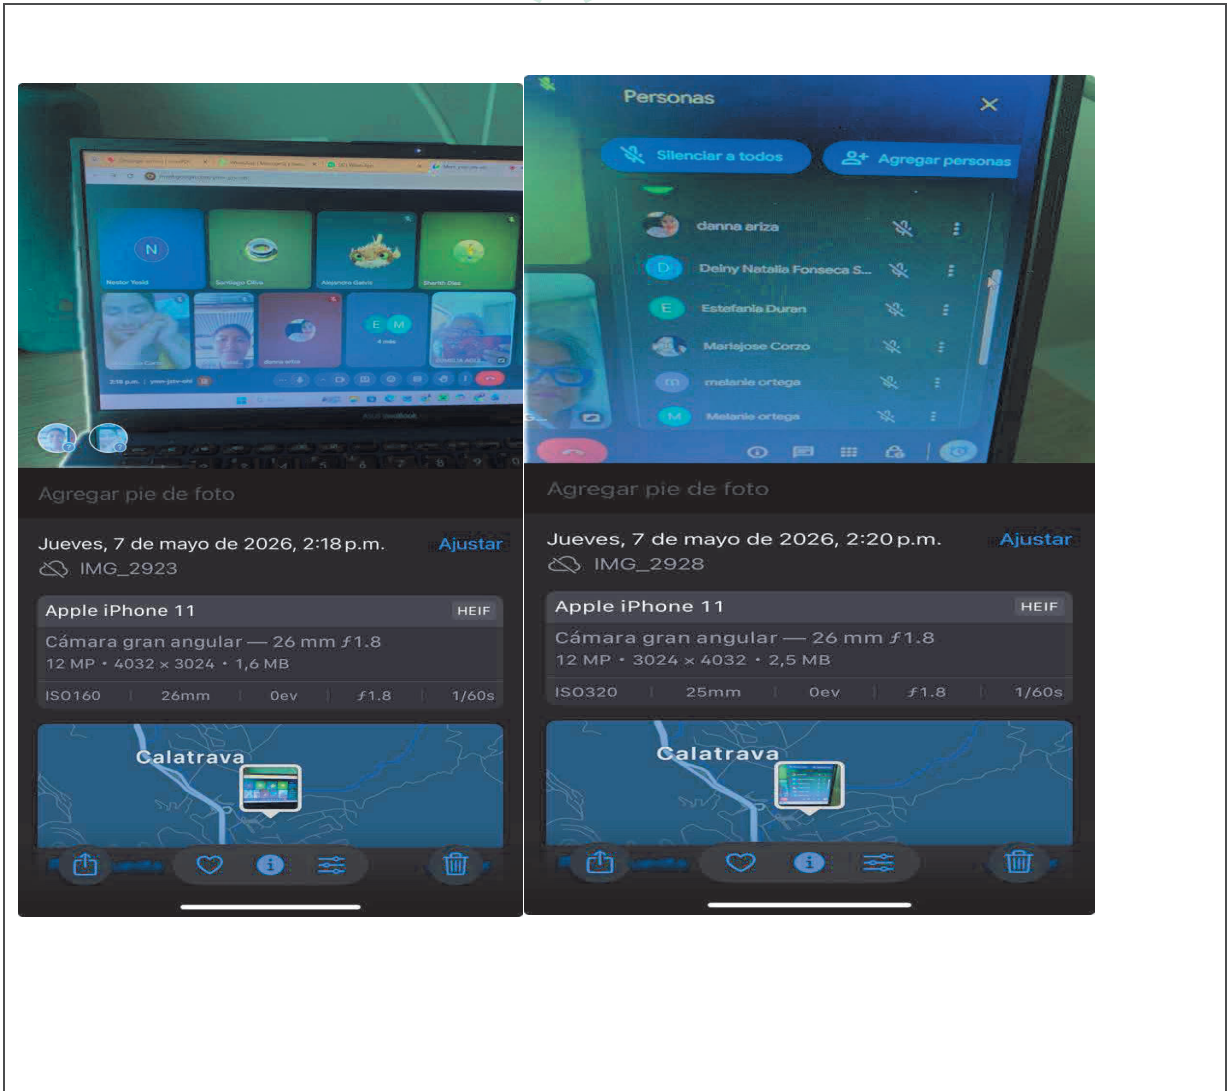 Nestor Yesid
Santiago Oliva
Alejandro Galvis
Sharith Diaz
danna ariza
E M
4 más
2:18 p.m.
ASUS VivoBook
Agregar pie de foto
Jueves, 7 de mayo de 2026, 2:18 p.m.
Ajustar
IMG_2923
Apple iPhone 11
HEIF
Cámara gran angular — 26 mm ƒ1.8
12 MP • 4032 × 3024 • 1,6 MB
ISO160 26mm 0ev ƒ1.8 1/60s
Calatrava
Personas
Silenciar a todos
Agregar personas
danna ariza
D Delny Natalia Fonseca S...
E Estefania Duran
Mariajose Corzo
m melanie ortega
M Melanie ortega
Agregar pie de foto
Jueves, 7 de mayo de 2026, 2:20 p.m.
Ajustar
IMG_2928
Apple iPhone 11
HEIF
Cámara gran angular — 26 mm ƒ1.8
12 MP • 3024 × 4032 • 2,5 MB
ISO320 25mm 0ev ƒ1.8 1/60s
Calatrava